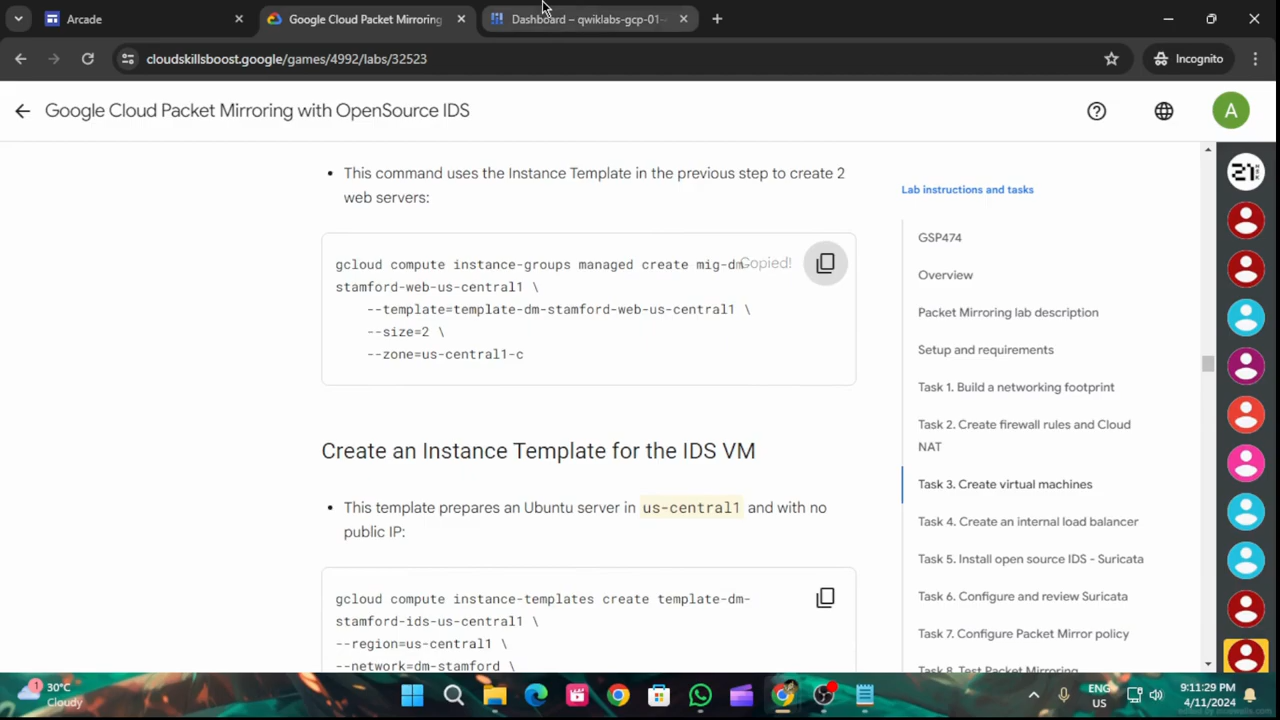 Arcade
Google Cloud Packet Mirroring
Dashboard – qwiklabs-gcp-01-
cloudskillsboost.google/games/4992/labs/32523
Incognito
Google Cloud Packet Mirroring with OpenSource IDS
A
This command uses the Instance Template in the previous step to create 2
web servers:
gcloud compute instance-groups managed create mig-dm-
Copied!
stamford-web-us-central1 \
--template=template-dm-stamford-web-us-central1 \
--size=2 \
--zone=us-central1-c
Create an Instance Template for the IDS VM
This template prepares an Ubuntu server in us-central1 and with no
public IP:
gcloud compute instance-templates create template-dm-
stamford-ids-us-central1 \
--region=us-central1 \
--network=dm-stamford \
Lab instructions and tasks
GSP474
Overview
Packet Mirroring lab description
Setup and requirements
Task 1. Build a networking footprint
Task 2. Create firewall rules and Cloud
NAT
Task 3. Create virtual machines
Task 4. Create an internal load balancer
Task 5. Install open source IDS - Suricata
Task 6. Configure and review Suricata
Task 7. Configure Packet Mirror policy
Task 8. Test Packet Mirroring
21
1
30°C
Cloudy
ENG
US
9:11:29 PM
4/11/2024